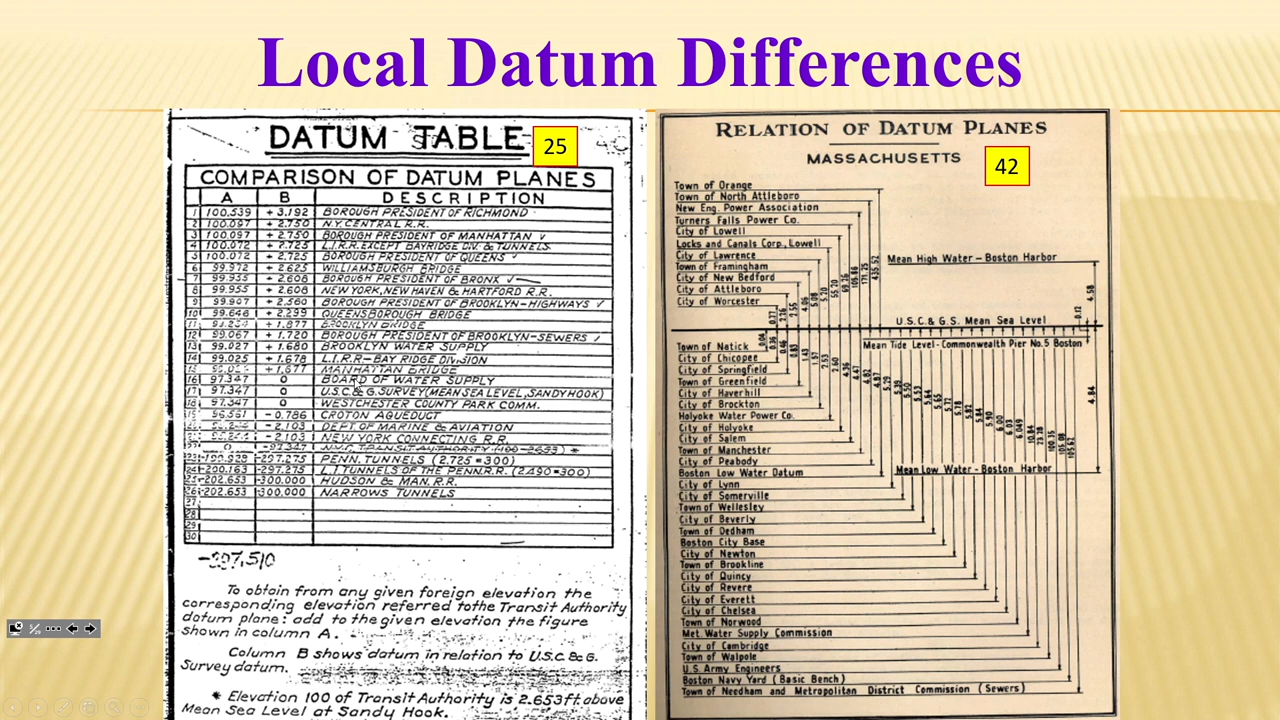 Local Datum Differences
DATUM TABLE
25
COMPARISON OF DATUM PLANES
A B DESCRIPTION
1 100.539 +3.192 BOROUGH PRESIDENT OF RICHMOND
2 100.097 +2.750 N.Y. CENTRAL R.R.
3 100.097 +2.750 BOROUGH PRESIDENT OF MANHATTAN
4 100.072 +2.725 L.I.R.R. EXCEPT BAYRIDGE DIV. & TUNNELS
5 100.072 +2.725 BOROUGH PRESIDENT OF QUEENS
6 99.972 +2.625 WILLIAMSBURGH BRIDGE
7 99.955 +2.608 BOROUGH PRESIDENT OF BRONX
8 99.955 +2.608 NEW YORK, NEW HAVEN & HARTFORD R.R.
9 99.907 +2.560 BOROUGH PRESIDENT OF BROOKLYN-HIGHWAYS
10 99.646 +2.299 QUEENSBOROUGH BRIDGE
11 +1.877 BROOKLYN BRIDGE
12 99.067 +1.720 BOROUGH PRESIDENT OF BROOKLYN-SEWERS
13 99.027 +1.680 BROOKLYN WATER SUPPLY
14 99.025 +1.678 L.I.R.R-BAY RIDGE DIVISION
15 +1.677 MANHATTAN BRIDGE
16 97.347 0 BOARD OF WATER SUPPLY
17 97.347 0 U.S.C.& G. SURVEY (MEAN SEA LEVEL, SANDY HOOK)
18 97.347 0 WESTCHESTER COUNTY PARK COMM.
19 96.561 -0.786 CROTON AQUEDUCT
-2.103 DEPT OF MARINE & AVIATION
-2.103 NEW YORK CONNECTING R.R.
0 -97.347 TRANSIT AUTHORITY (100=2.653) *
PENN. TUNNELS (2.725=300)
-200.163 -297.275 L.I TUNNELS OF THE PENN. R.R. (2.490=300)
-202.653 -300.000 HUDSON & MAN. R.R.
26 -202.653 -300.000 NARROWS TUNNELS
27
28
29
30
To obtain from any given foreign elevation the
corresponding elevation referred to the Transit Authority
datum plane: add to the given elevation the figure
shown in column A.
Column B shows datum in relation to U.S.C. & G.
Survey datum.
* Elevation 100 of Transit Authority is 2.653 ft above
Mean Sea Level at Sandy Hook.
RELATION OF DATUM PLANES
MASSACHUSETTS
42
Town of Orange
Town of North Attleboro
New Eng. Power Association
Turners Falls Power Co.
City of Lowell
Locks and Canals Corp., Lowell
City of Lawrence
Town of Framingham
City of New Bedford
City of Attleboro
City of Worcester
Mean High Water - Boston Harbor
4.58
U.S.C. & G.S. Mean Sea Level
0.12
Mean Tide Level - Commonwealth Pier No. 5 Boston
4.84
Mean Low Water - Boston Harbor
Town of Natick
City of Chicopee
City of Springfield
Town of Greenfield
City of Haverhill
City of Brockton
Holyoke Water Power Co.
City of Holyoke
City of Salem
Town of Manchester
City of Peabody
Boston Low Water Datum
City of Lynn
City of Somerville
Town of Wellesley
City of Beverly
Town of Dedham
Boston City Base
City of Newton
Town of Brookline
City of Quincy
City of Revere
City of Everett
City of Chelsea
Town of Norwood
Met. Water Supply Commission
City of Cambridge
Town of Walpole
U.S. Army Engineers
Boston Navy Yard (Basic Bench)
Town of Needham and Metropolitan District Commission (Sewers)